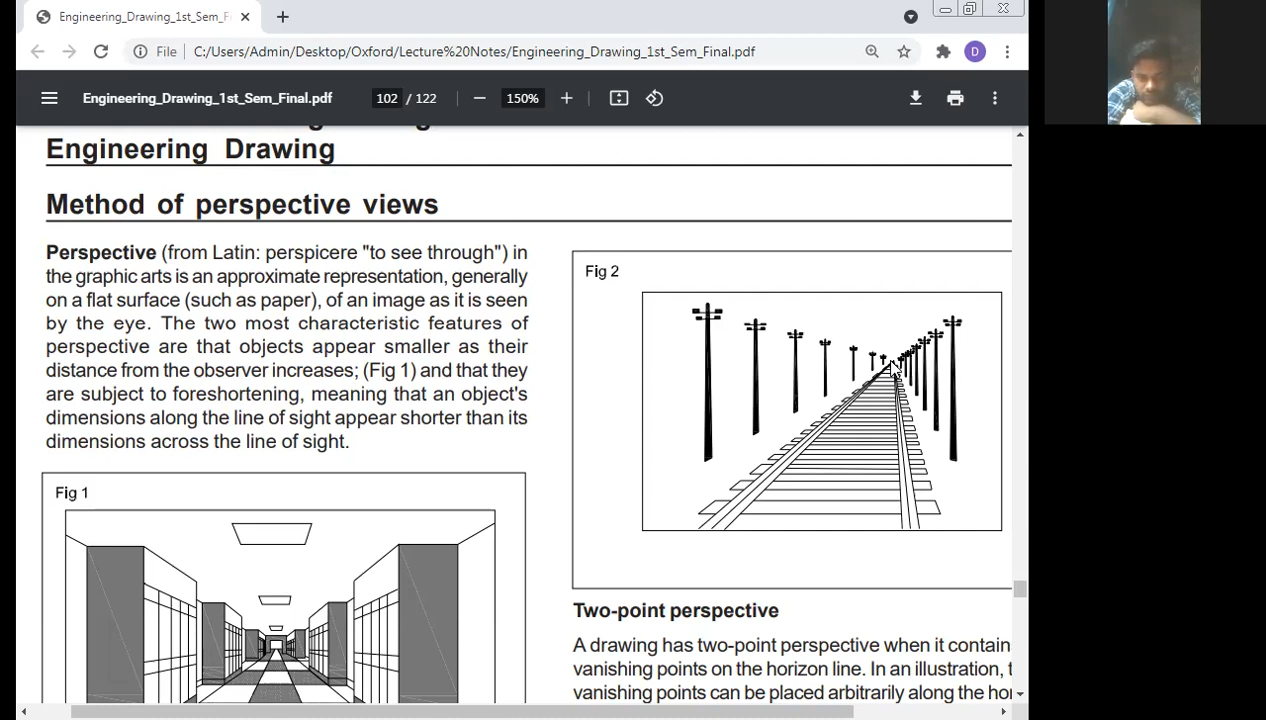 Engineering_Drawing_1st_Sem_F
File
C:/Users/Admin/Desktop/Oxford/Lecture%20Notes/Engineering_Drawing_1st_Sem_Final.pdf
D
Engineering_Drawing_1st_Sem_Final.pdf
102 / 122
150%
Engineering Drawing
Method of perspective views
Perspective (from Latin: perspicere "to see through") in
the graphic arts is an approximate representation, generally
on a flat surface (such as paper), of an image as it is seen
by the eye. The two most characteristic features of
perspective are that objects appear smaller as their
distance from the observer increases; (Fig 1) and that they
are subject to foreshortening, meaning that an object's
dimensions along the line of sight appear shorter than its
dimensions across the line of sight.
Fig 1
Fig 2
Two-point perspective
A drawing has two-point perspective when it contain
vanishing points on the horizon line. In an illustration,
vanishing points can be placed arbitrarily along the